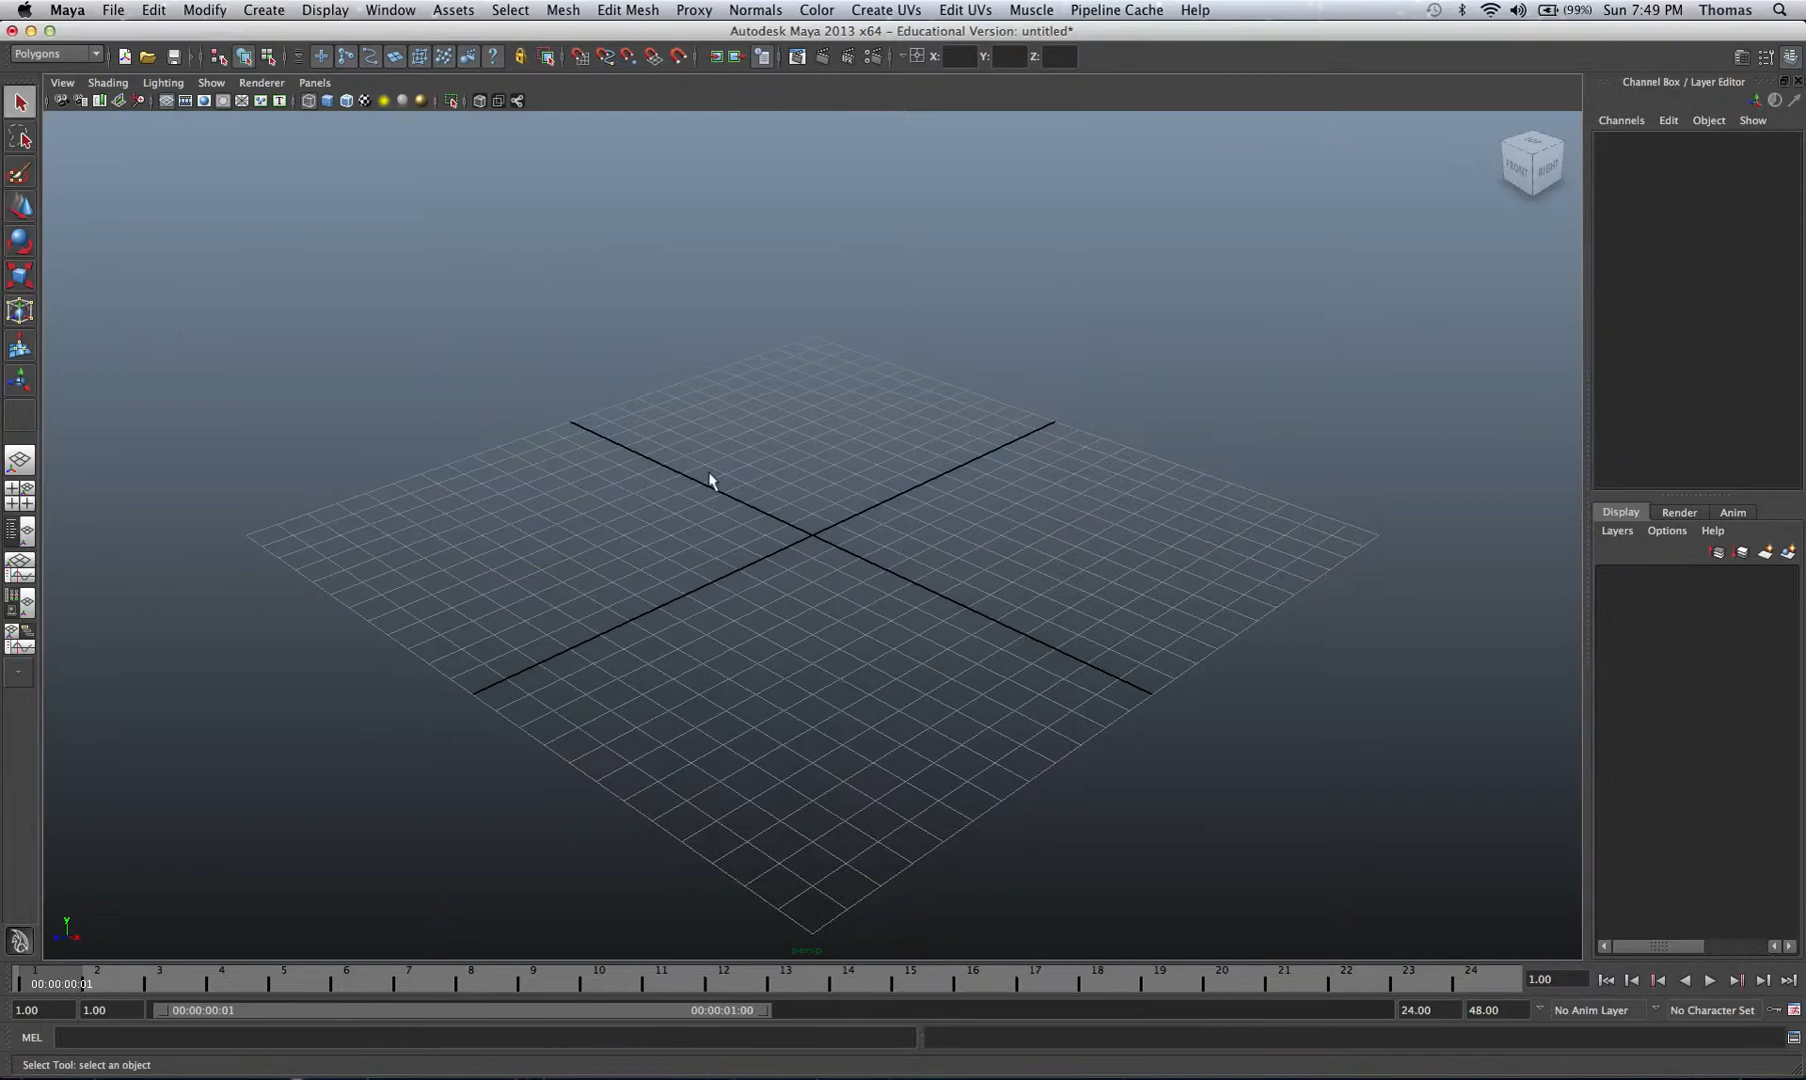 Maya File Edit Modify Create Display Window Assets Select Mesh Edit Mesh Proxy Normals Color Create UVs Edit UVs Muscle Pipeline Cache Help (99%) Sun 7:49 PM Thomas
Autodesk Maya 2013 x64 – Educational Version: untitled*
Polygons X: Y: Z:
View Shading Lighting Show Renderer Panels
Channel Box / Layer Editor
Channels Edit Object Show
TOP
FRONT RIGHT
Display Render Anim
Layers Options Help
y
x
persp
1 2 3 4 5 6 7 8 9 10 11 12 13 14 15 16 17 18 19 20 21 22 23 24
00:00:00:01 1.00
1.00 1.00 00:00:00:01 00:00:01:00 24.00 48.00 No Anim Layer No Character Set
MEL
Select Tool: select an object